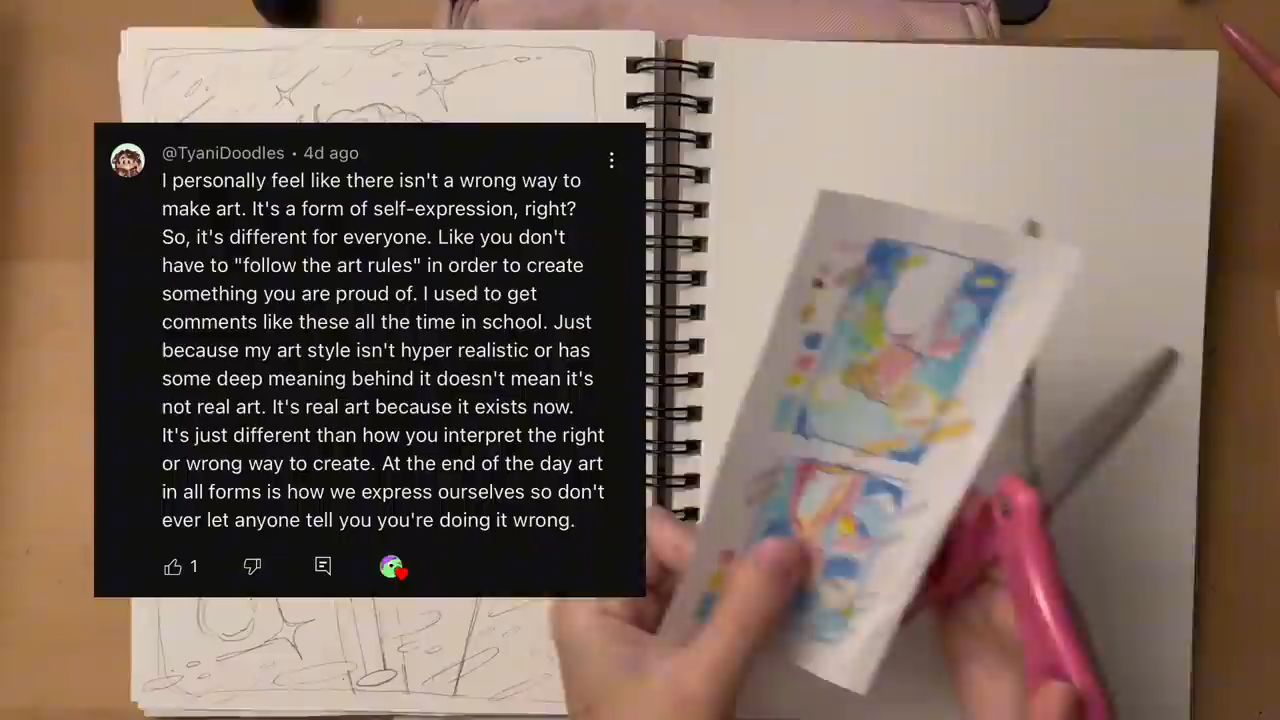 @TyaniDoodles • 4d ago
I personally feel like there isn't a wrong way to
make art. It's a form of self-expression, right?
So, it's different for everyone. Like you don't
have to "follow the art rules" in order to create
something you are proud of. I used to get
comments like these all the time in school. Just
because my art style isn't hyper realistic or has
some deep meaning behind it doesn't mean it's
not real art. It's real art because it exists now.
It's just different than how you interpret the right
or wrong way to create. At the end of the day art
in all forms is how we express ourselves so don't
ever let anyone tell you you're doing it wrong.
1